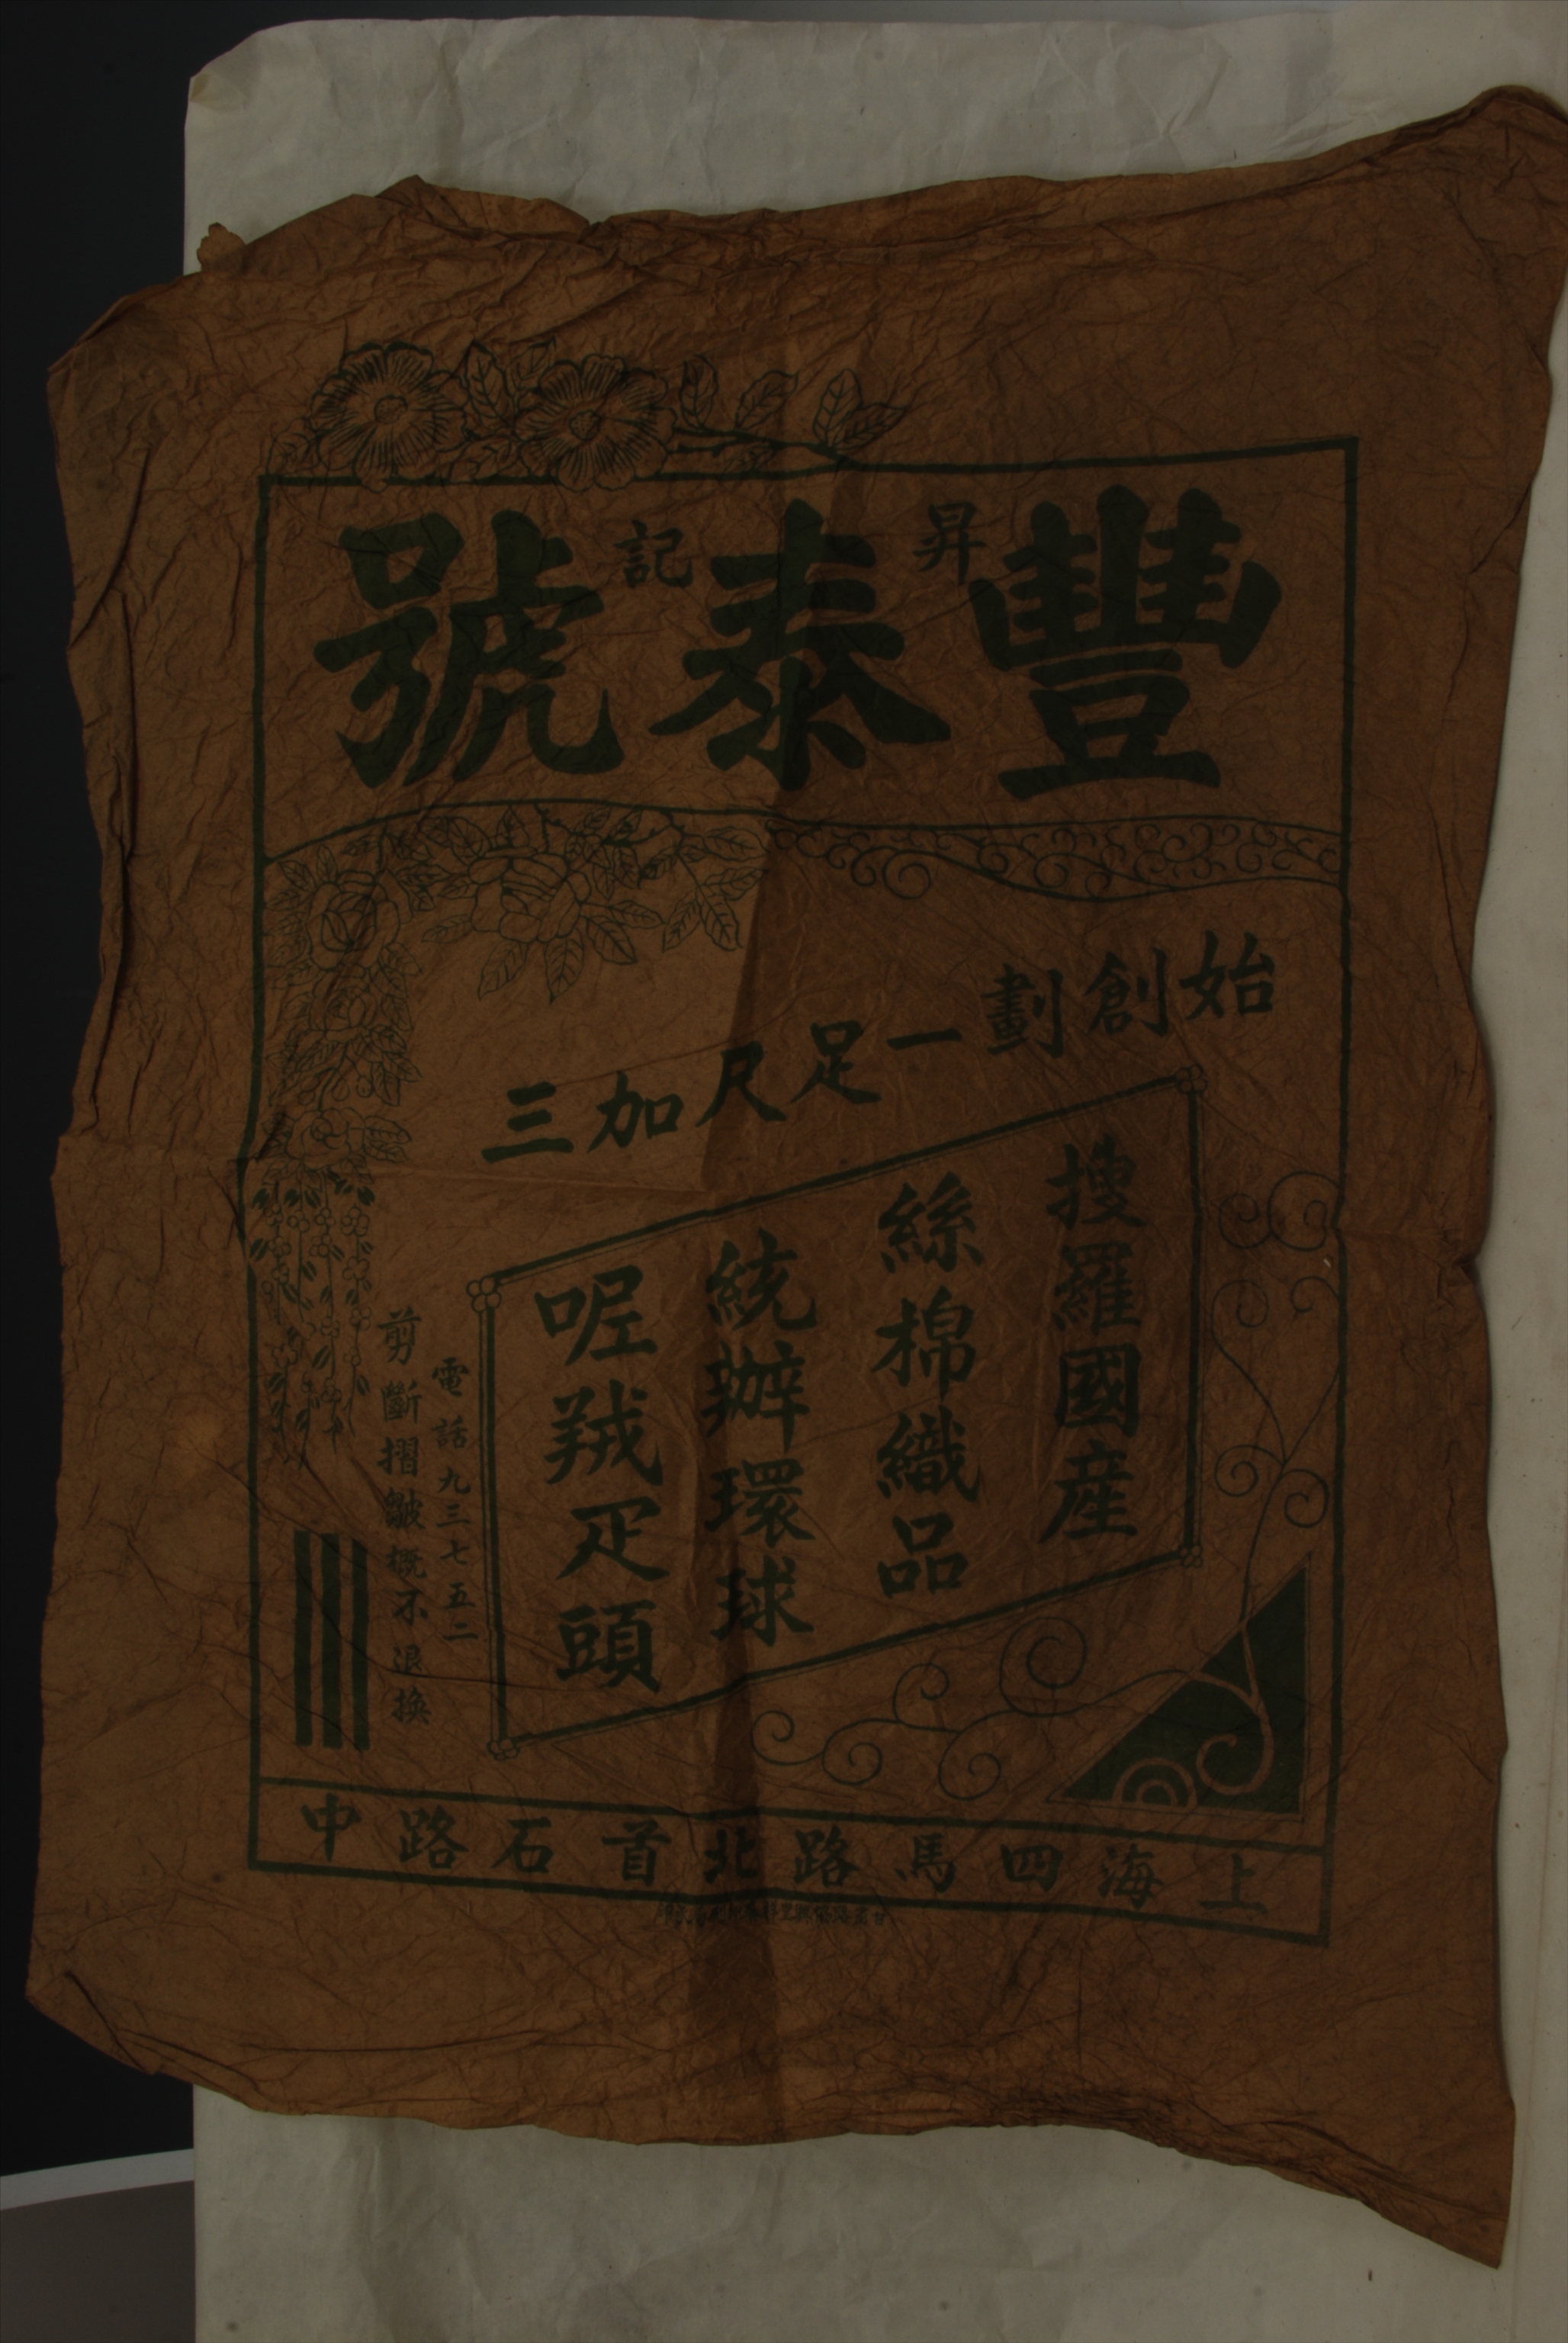 豐泰號
昇記
始創劃一足尺加三
搜羅國產
絲棉織品
統辦環球
呢羢疋頭
電話九三七五二
剪斷摺皺概不退換
上海四馬路北首石路中